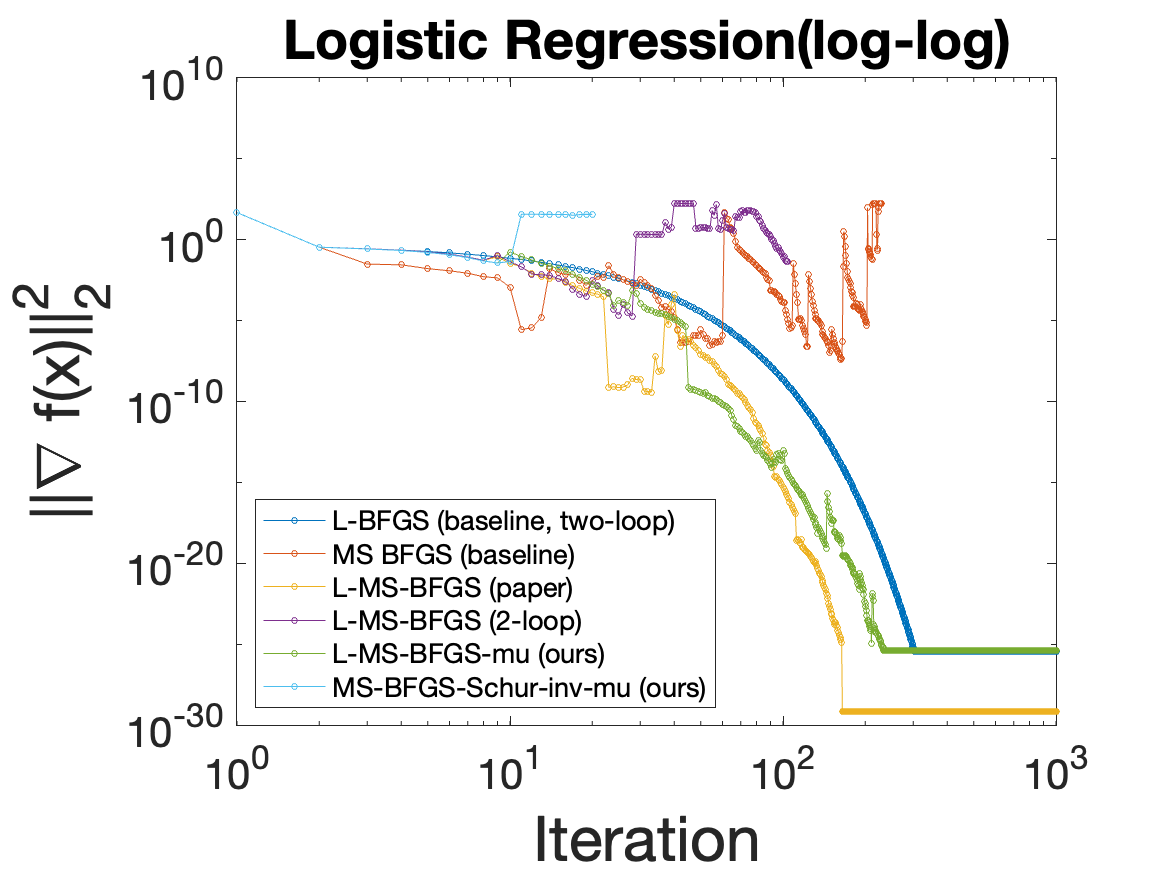 Logistic Regression(log-log)
10^10
10^0
10^-10
10^-20
10^-30
||∇ f(x)||_2^2
L-BFGS (baseline, two-loop)
MS BFGS (baseline)
L-MS-BFGS (paper)
L-MS-BFGS (2-loop)
L-MS-BFGS-mu (ours)
MS-BFGS-Schur-inv-mu (ours)
10^0 10^1 10^2 10^3
Iteration